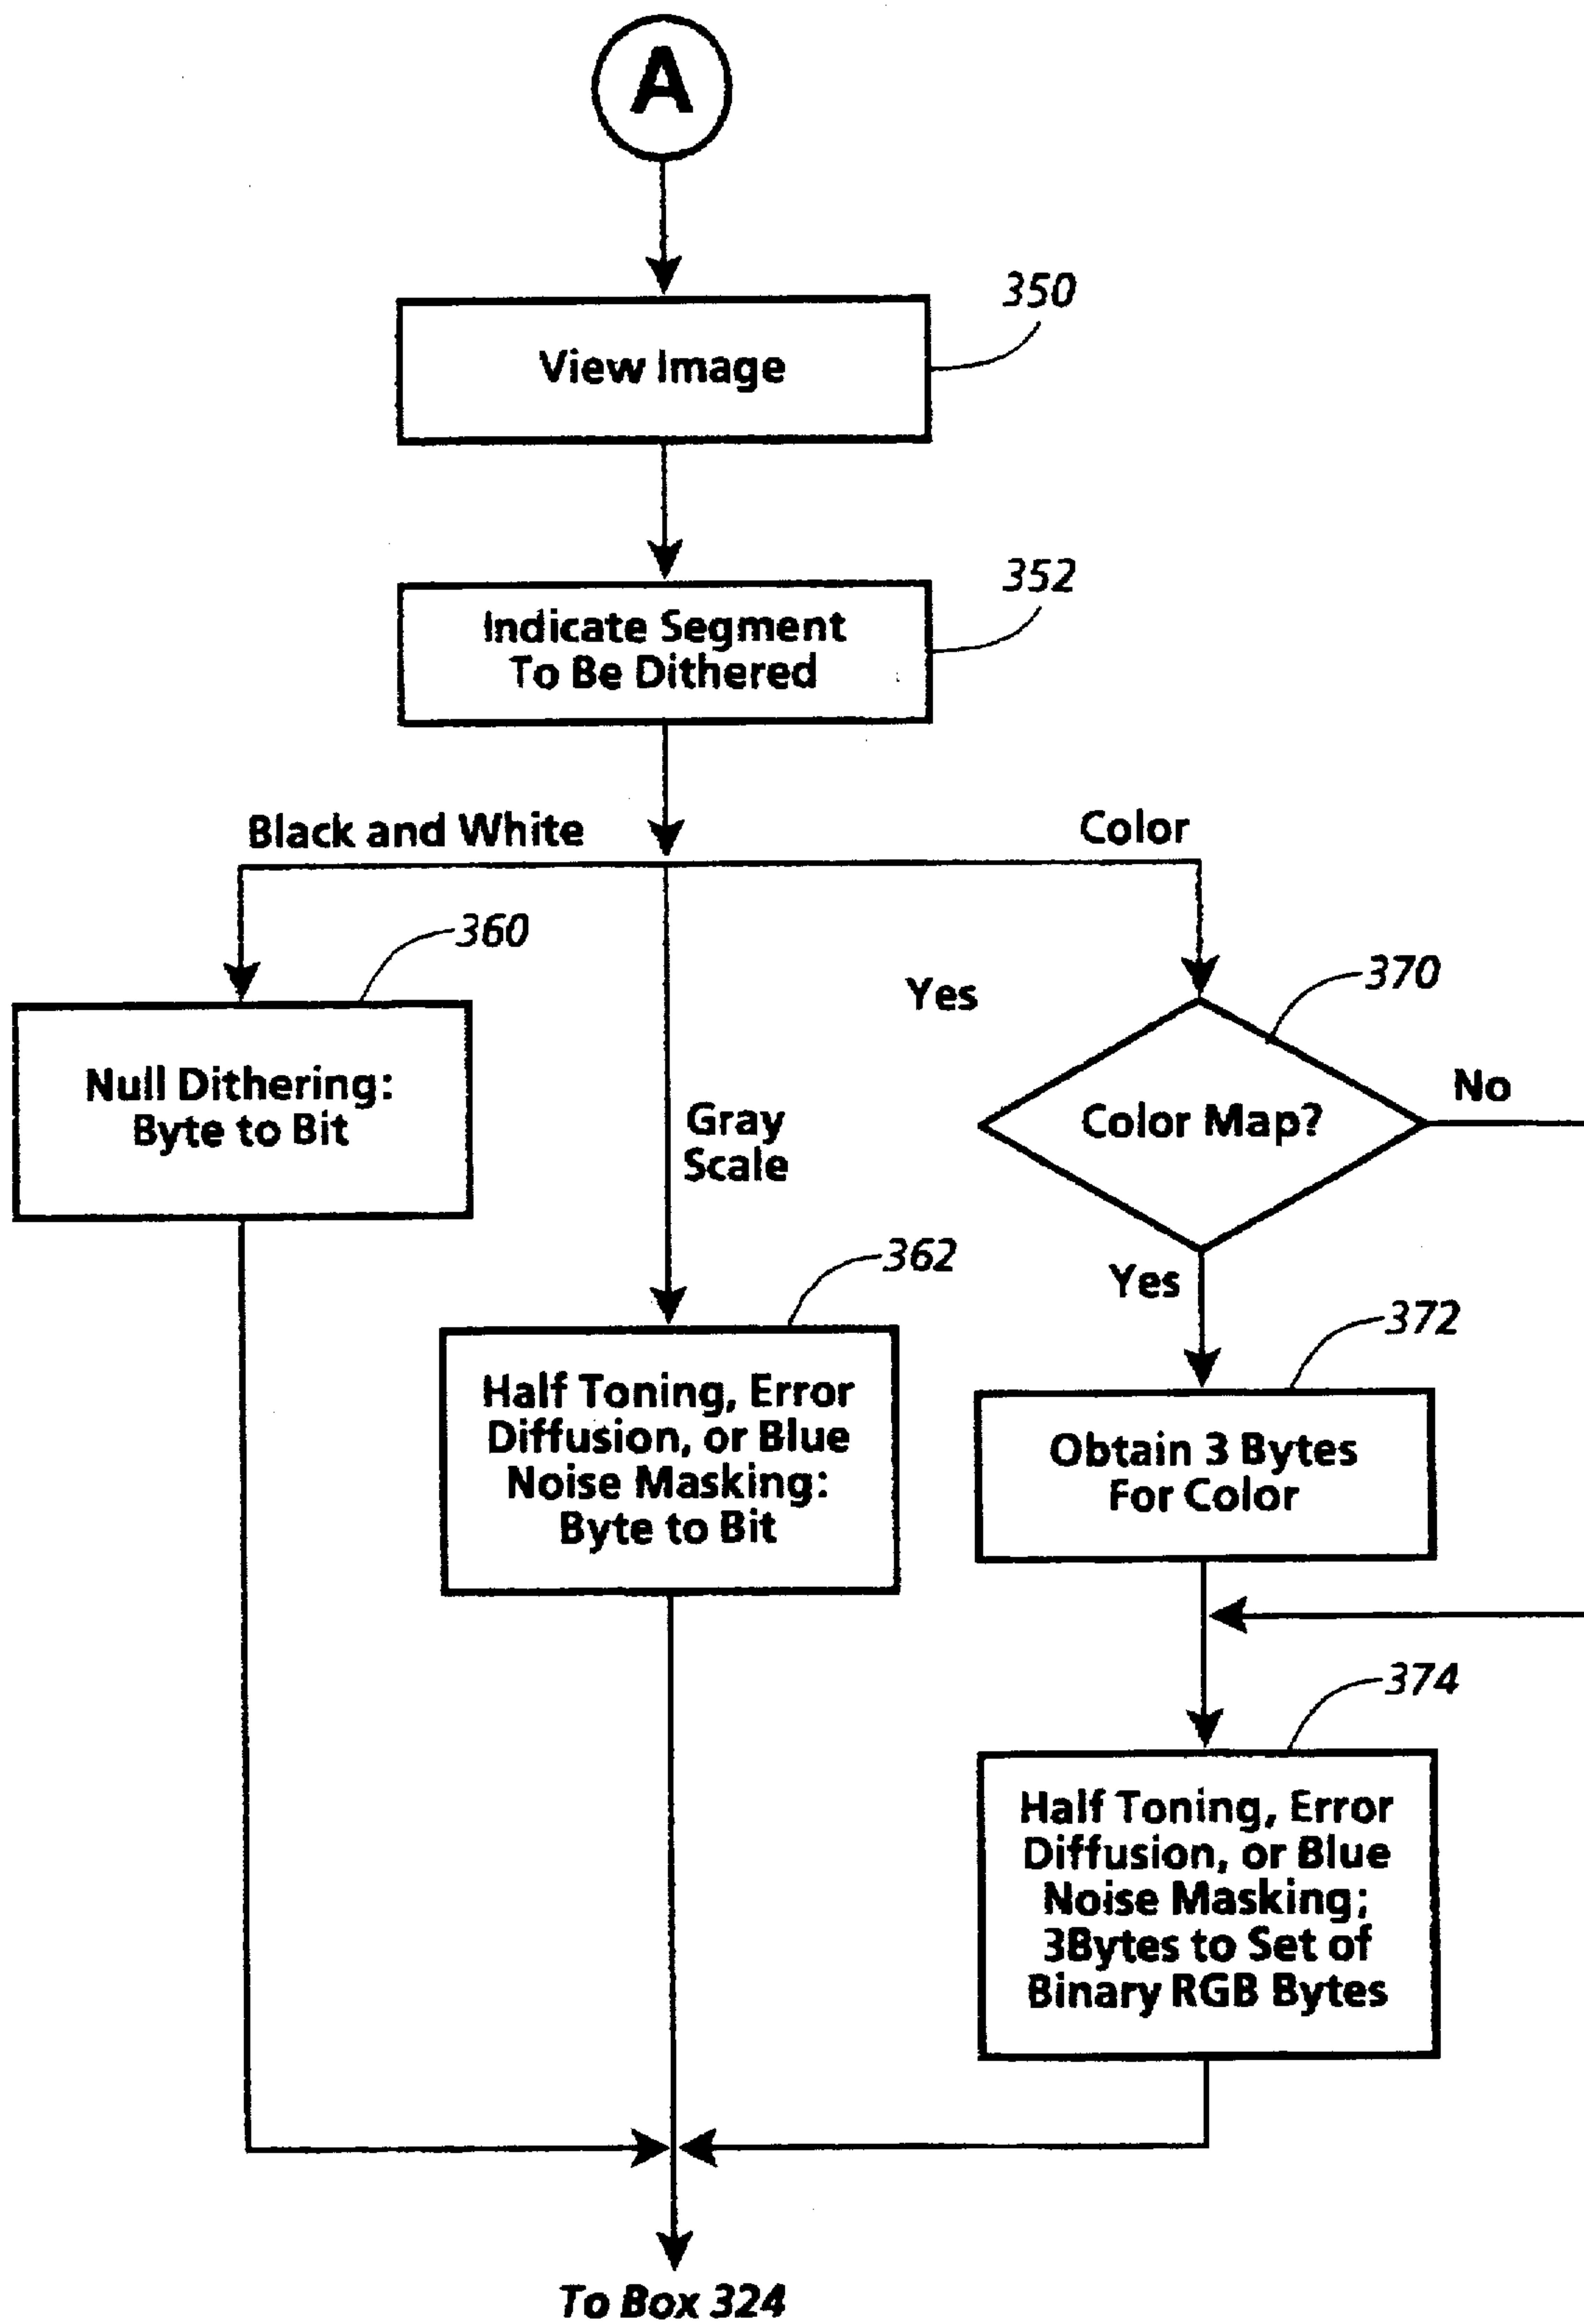 A
350
View Image
352
Indicate Segment
To Be Dithered
Black and White
Color
360
370
Yes
Null Dithering:
Byte to Bit
Gray
Scale
Color Map?
No
362
Yes
372
Half Toning, Error
Diffusion, or Blue
Noise Masking:
Byte to Bit
Obtain 3 Bytes
For Color
374
Half Toning, Error
Diffusion, or Blue
Noise Masking;
3Bytes to Set of
Binary RGB Bytes
To Box 324